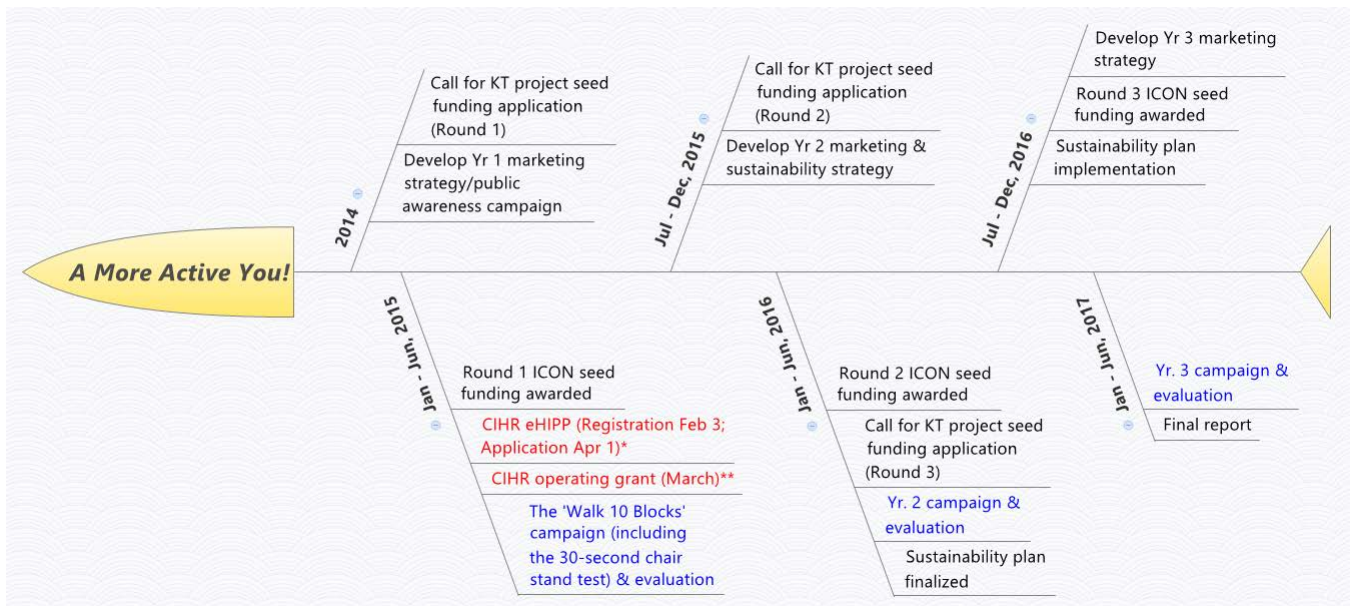 A More Active You!
2014
Call for KT project seed
funding application
(Round 1)
Develop Yr 1 marketing
strategy/public
awareness campaign
Jan - Jun, 2015
Round 1 ICON seed
funding awarded
CIHR eHIPP (Registration Feb 3;
Application Apr 1)*
CIHR operating grant (March)**
The 'Walk 10 Blocks'
campaign (including
the 30-second chair
stand test) & evaluation
Jul - Dec, 2015
Call for KT project seed
funding application
(Round 2)
Develop Yr 2 marketing &
sustainability strategy
Jan - Jun, 2016
Round 2 ICON seed
funding awarded
Call for KT project seed
funding application
(Round 3)
Yr. 2 campaign &
evaluation
Sustainability plan
finalized
Jul - Dec, 2016
Develop Yr 3 marketing
strategy
Round 3 ICON seed
funding awarded
Sustainability plan
implementation
Jan - Jun, 2017
Yr. 3 campaign &
evaluation
Final report